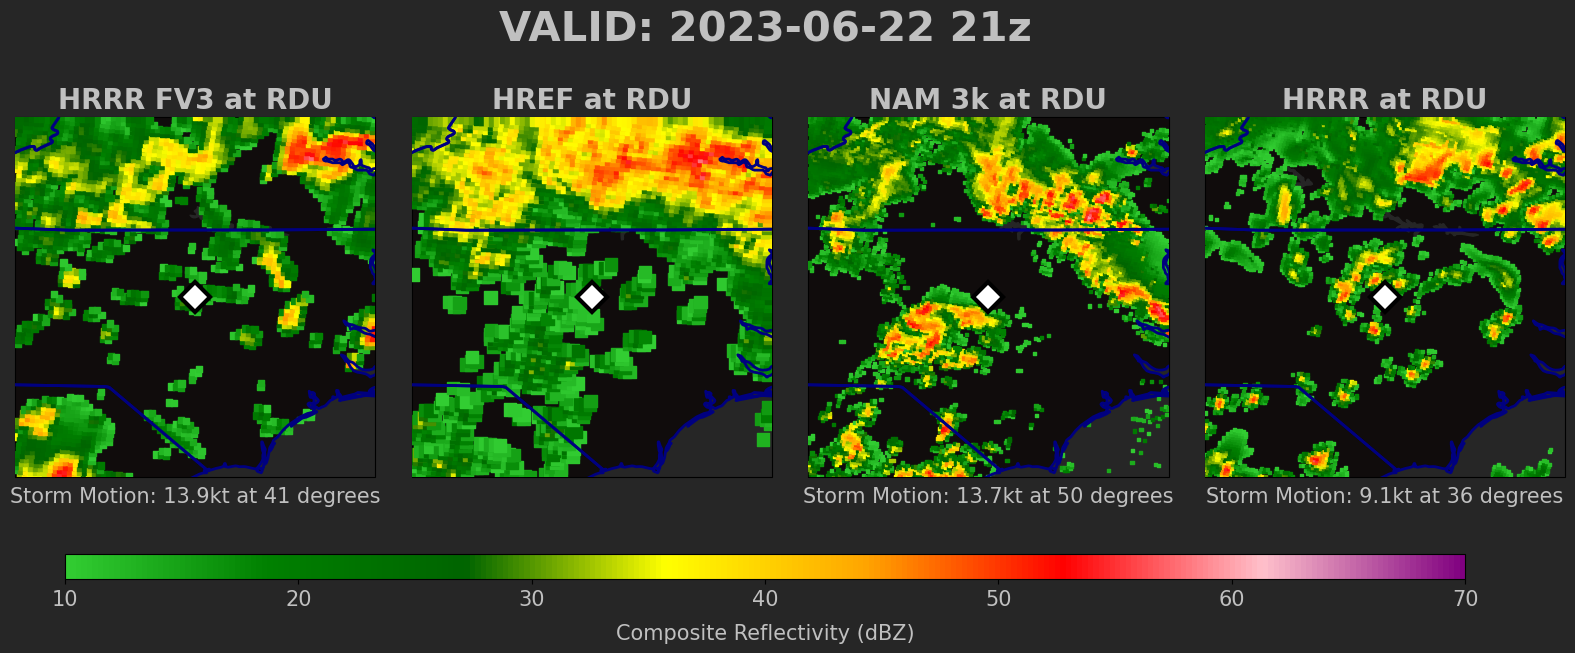 VALID: 2023-06-22 21z
HRRR FV3 at RDU
HREF at RDU
NAM 3k at RDU
HRRR at RDU
Storm Motion: 13.9kt at 41 degrees
Storm Motion: 13.7kt at 50 degrees
Storm Motion: 9.1kt at 36 degrees
10 20 30 40 50 60 70
Composite Reflectivity (dBZ)